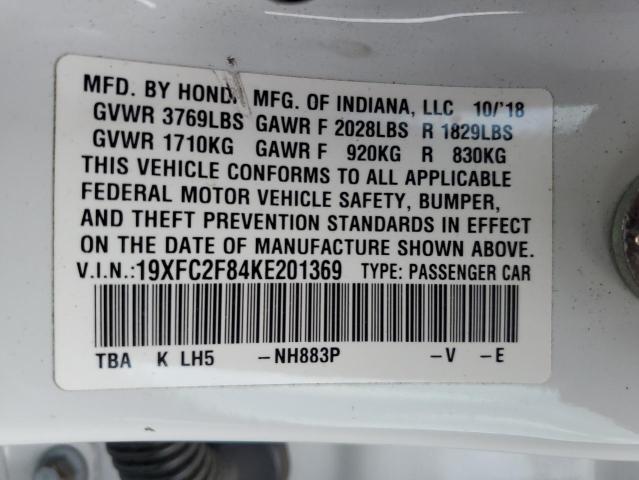 MFD. BY HOND MFG. OF INDIANA, LLC 10/'18
GVWR 3769LBS GAWR F 2028LBS R 1829LBS
GVWR 1710KG GAWR F 920KG R 830KG
THIS VEHICLE CONFORMS TO ALL APPLICABLE
FEDERAL MOTOR VEHICLE SAFETY, BUMPER,
AND THEFT PREVENTION STANDARDS IN EFFECT
ON THE DATE OF MANUFACTURE SHOWN ABOVE.
V.I.N.:19XFC2F84KE201369 TYPE: PASSENGER CAR
TBA K LH5 -NH883P -V -E